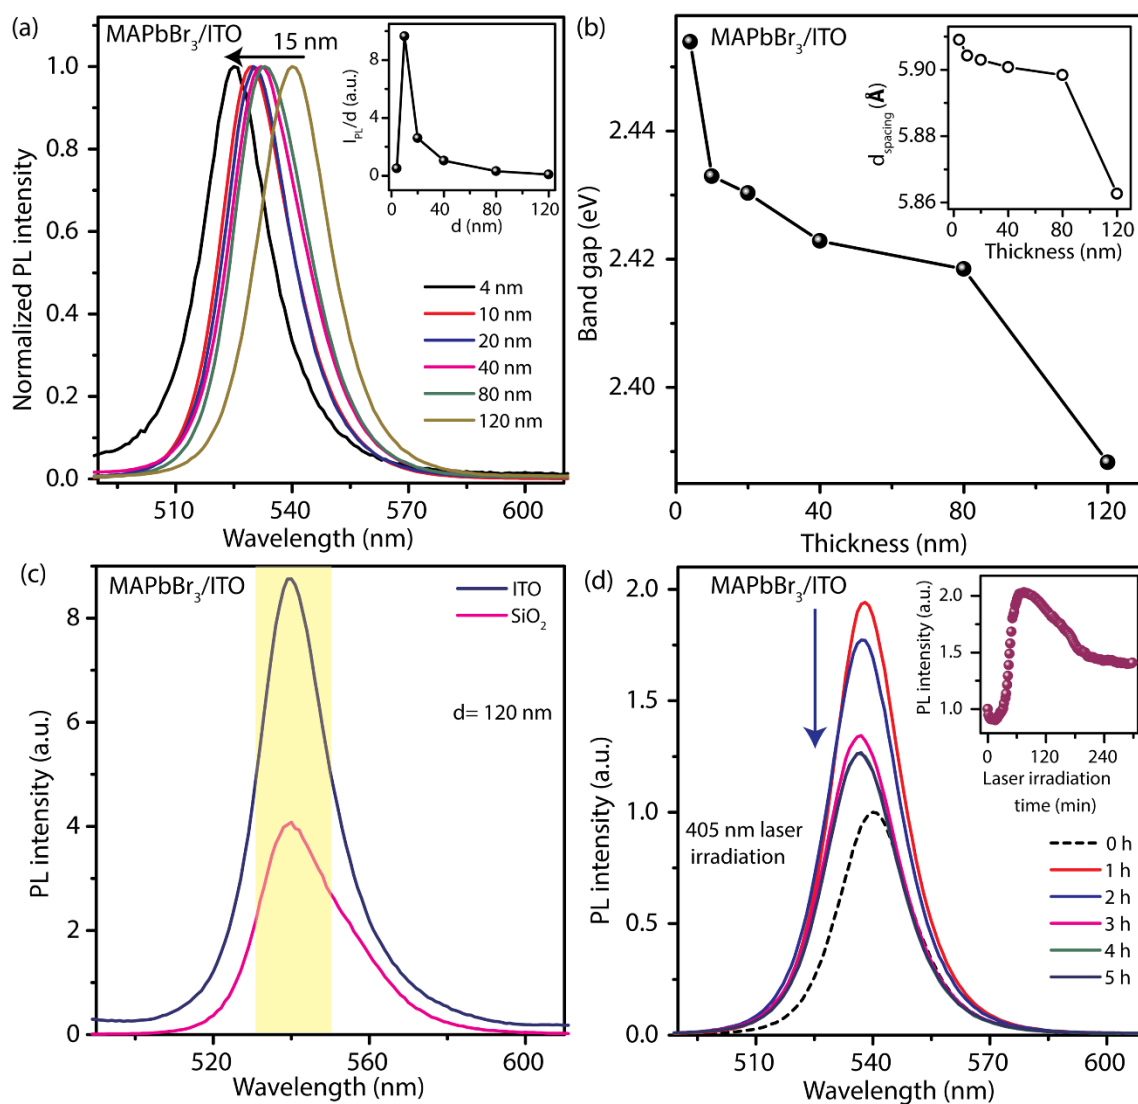 (a)
MAPbBr₃/ITO
15 nm
Normalized PL intensity
1.0
0.8
0.6
0.4
0.2
0.0
510
540
570
600
Wavelength (nm)
I_PL/d (a.u.)
10
5
0
0
40
80
120
d (nm)
4 nm
10 nm
20 nm
40 nm
80 nm
120 nm
(b)
MAPbBr₃/ITO
Band gap (eV)
2.44
2.42
2.40
0
40
80
120
Thickness (nm)
d_spacing (Å)
5.90
5.88
5.86
0
40
80
120
Thickness (nm)
(c)
MAPbBr₃/ITO
ITO
SiO₂
d= 120 nm
PL intensity (a.u.)
8
6
4
2
0
520
560
600
Wavelength (nm)
(d)
MAPbBr₃/ITO
405 nm laser
irradiation
PL intensity (a.u.)
2.0
1.5
1.0
0.5
0.0
510
540
570
600
Wavelength (nm)
PL intensity (a.u.)
2.0
1.5
1.0
0
120
240
Laser irradiation
time (min)
0 h
1 h
2 h
3 h
4 h
5 h